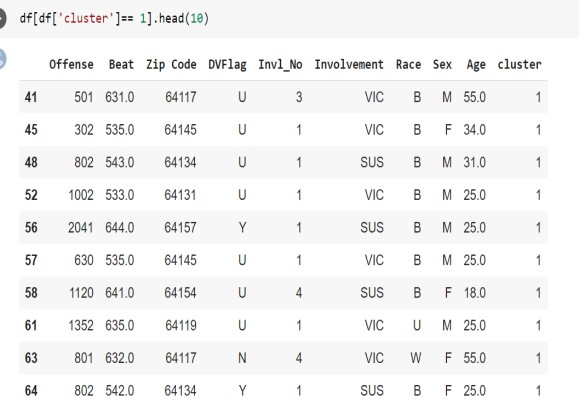 df[df['cluster']== 1].head(10)
Offense Beat Zip Code DVFlag Invl_No Involvement Race Sex Age cluster
41 501 631.0 64117 U 3 VIC B M 55.0 1
45 302 535.0 64145 U 1 VIC B F 34.0 1
48 802 543.0 64134 U 1 SUS B M 31.0 1
52 1002 533.0 64131 U 1 VIC B M 25.0 1
56 2041 644.0 64157 Y 1 SUS B M 25.0 1
57 630 535.0 64145 U 1 VIC B M 25.0 1
58 1120 641.0 64154 U 4 SUS B F 18.0 1
61 1352 635.0 64119 U 1 VIC U M 25.0 1
63 801 632.0 64117 N 4 VIC W F 55.0 1
64 802 542.0 64134 Y 1 SUS B F 25.0 1